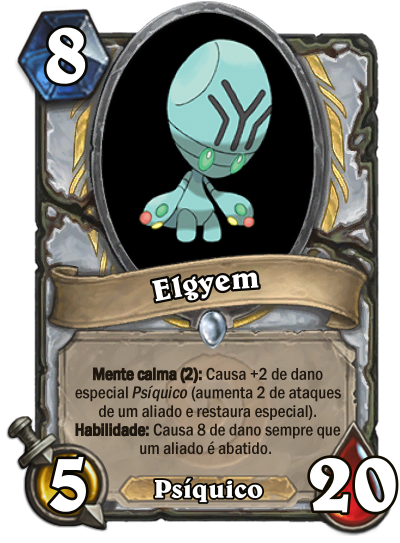 8
Elgyem
Mente calma (2): Causa +2 de dano
especial Psíquico (aumenta 2 de ataques
de um aliado e restaura especial).
Habilidade: Causa 8 de dano sempre que
um aliado é abatido.
5
Psíquico
20